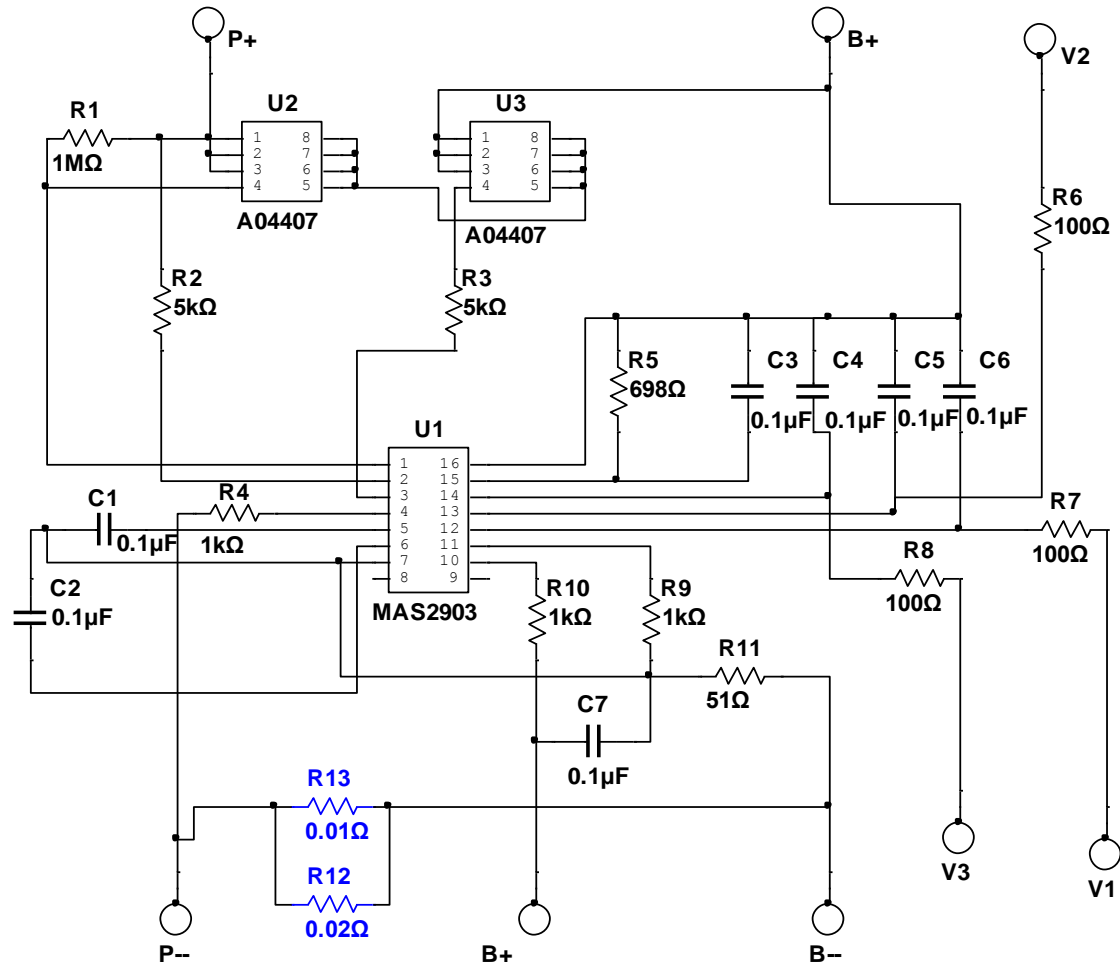 P+
B+
V2
R1
1MΩ
U2
1 8
2 7
3 6
4 5
A04407
U3
1 8
2 7
3 6
4 5
A04407
R6
100Ω
R2
5kΩ
R3
5kΩ
R5
698Ω
C3
0.1µF
C4
0.1µF
C5
0.1µF
C6
0.1µF
U1
1 16
2 15
3 14
4 13
5 12
6 11
7 10
8 9
MAS2903
R4
1kΩ
C1
0.1µF
C2
0.1µF
R7
100Ω
R8
100Ω
R10
1kΩ
R9
1kΩ
R11
51Ω
C7
0.1µF
R13
0.01Ω
R12
0.02Ω
V3
V1
P--
B+
B--